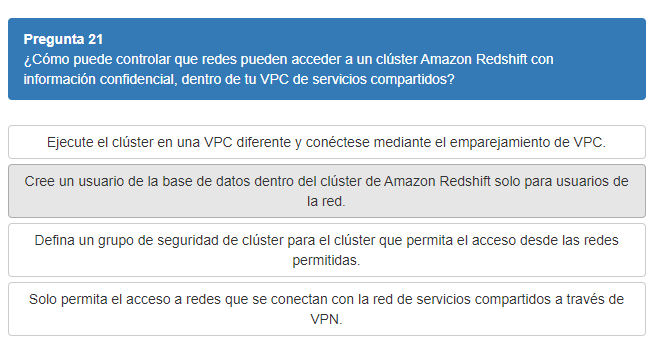 Pregunta 21
¿Cómo puede controlar que redes pueden acceder a un clúster Amazon Redshift con
información confidencial, dentro de tu VPC de servicios compartidos?
Ejecute el clúster en una VPC diferente y conéctese mediante el emparejamiento de VPC.
Cree un usuario de la base de datos dentro del clúster de Amazon Redshift solo para usuarios de
la red.
Defina un grupo de seguridad de clúster para el clúster que permita el acceso desde las redes
permitidas.
Solo permita el acceso a redes que se conectan con la red de servicios compartidos a través de
VPN.